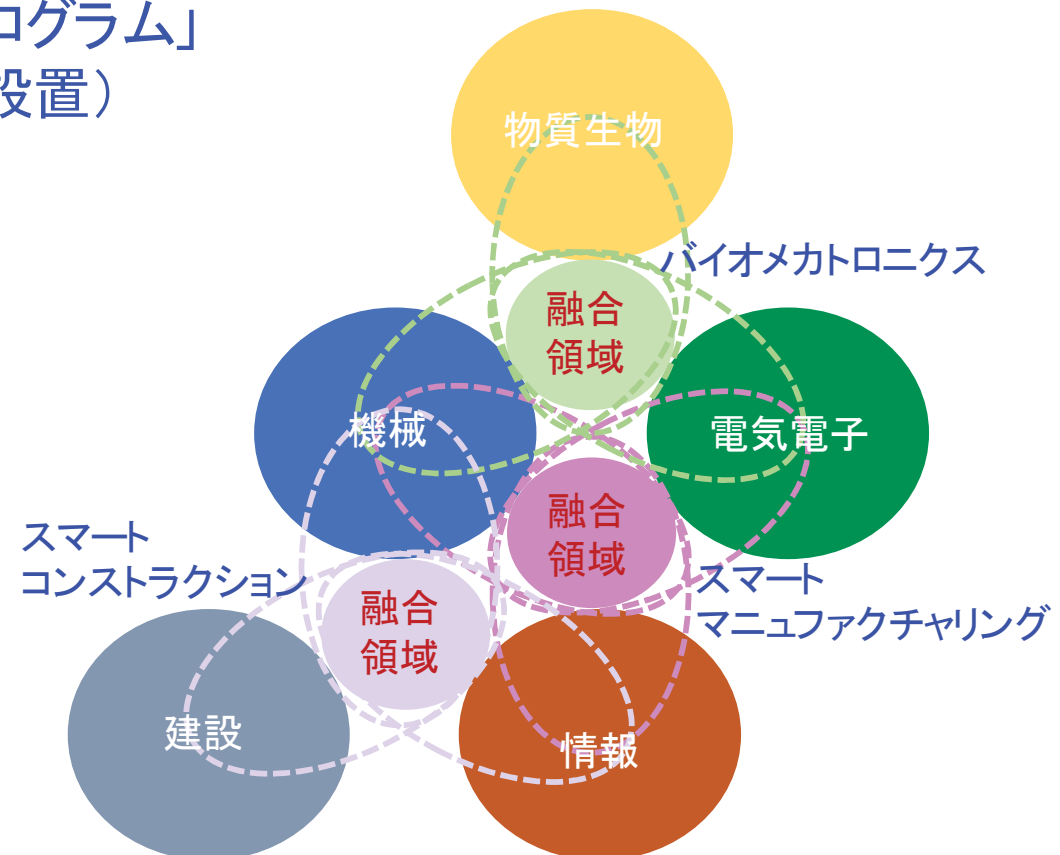 ログラム」
設置）
物質生物
バイオメカトロニクス
融合
領域
機械
電気電子
融合
領域
スマート
コンストラクション
スマート
マニュファクチャリング
融合
領域
建設
情報